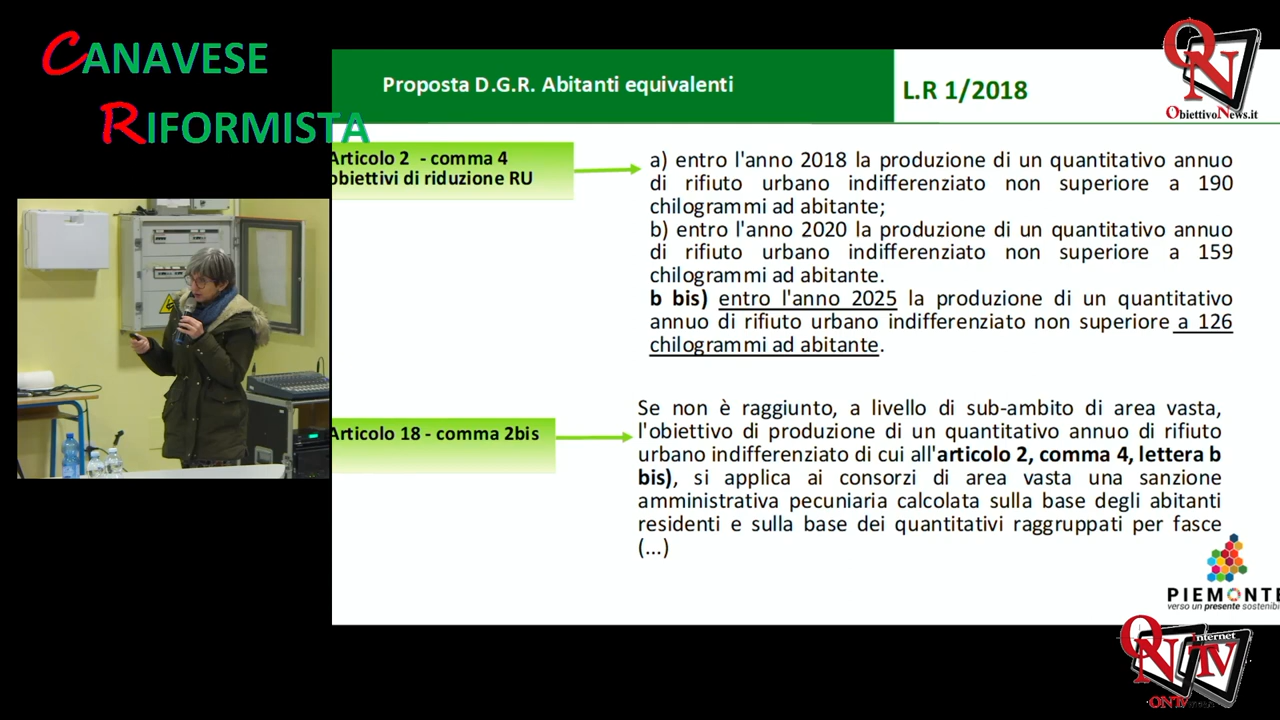 CANAVESE
RIFORMISTA
Proposta D.G.R. Abitanti equivalenti
L.R 1/2018
ON
ObiettivoNews.it
Articolo 2 - comma 4
obiettivi di riduzione RU
a) entro l'anno 2018 la produzione di un quantitativo annuo
di rifiuto urbano indifferenziato non superiore a 190
chilogrammi ad abitante;
b) entro l'anno 2020 la produzione di un quantitativo annuo
di rifiuto urbano indifferenziato non superiore a 159
chilogrammi ad abitante.
b bis) entro l'anno 2025 la produzione di un quantitativo
annuo di rifiuto urbano indifferenziato non superiore a 126
chilogrammi ad abitante.
Articolo 18 - comma 2bis
Se non è raggiunto, a livello di sub-ambito di area vasta,
l'obiettivo di produzione di un quantitativo annuo di rifiuto
urbano indifferenziato di cui all'articolo 2, comma 4, lettera b
bis), si applica ai consorzi di area vasta una sanzione
amministrativa pecuniaria calcolata sulla base degli abitanti
residenti e sulla base dei quantitativi raggruppati per fasce
(...)
PIEMONTE
verso un presente sostenibi
ON internet TV